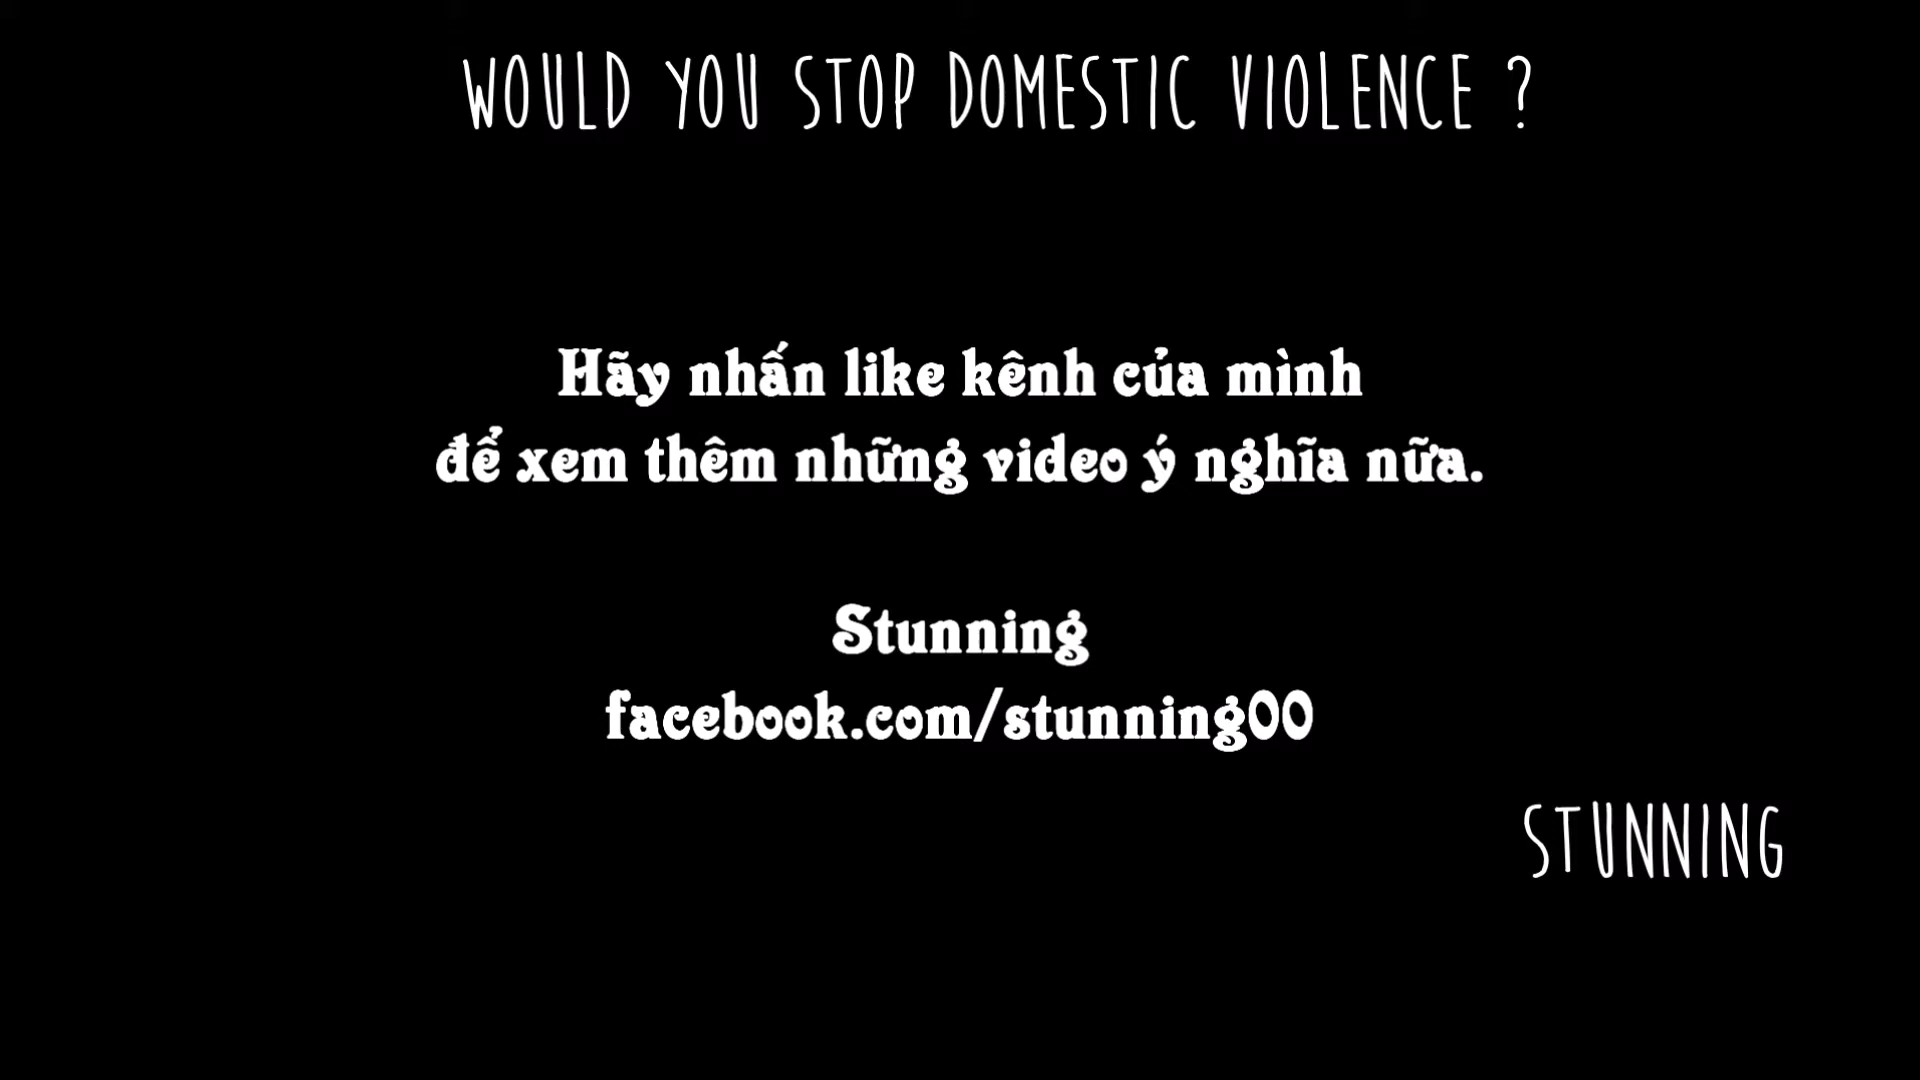 WOULD YOU STOP DOMESTIC VIOLENCE ?
Hãy nhấn like kênh của mình
để xem thêm những video ý nghĩa nữa.
Stunning
facebook.com/stunning00
STUNNING